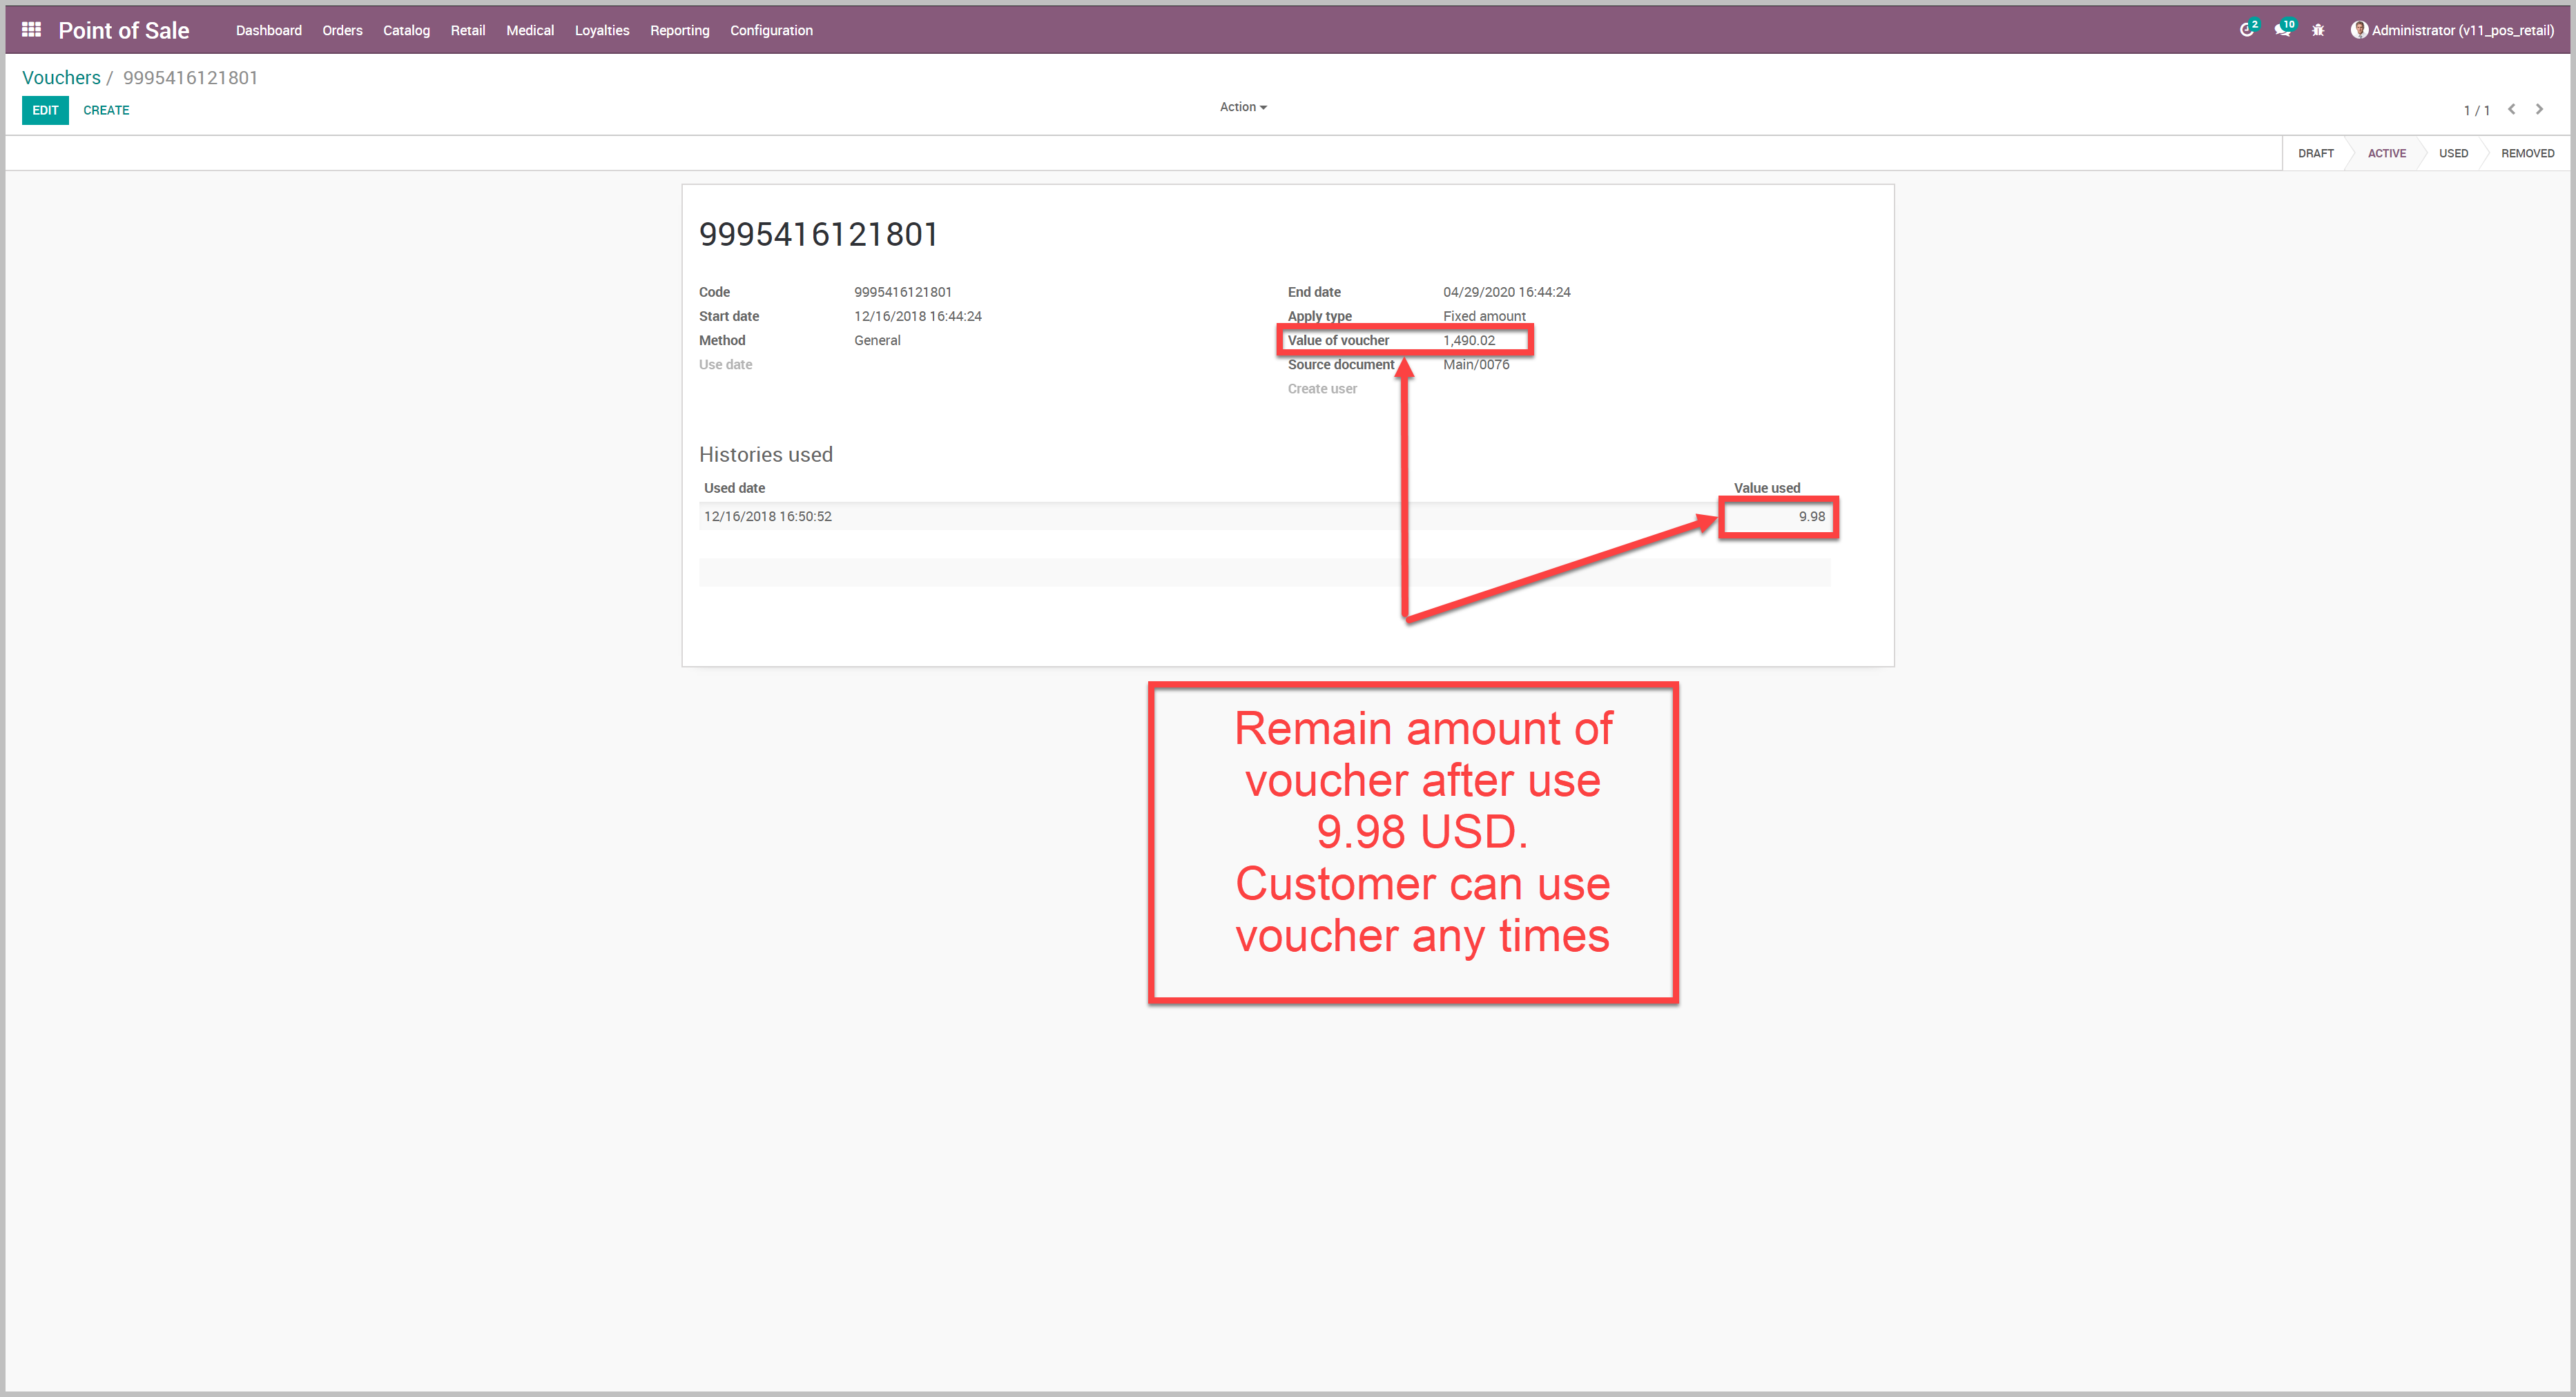 Point of Sale Dashboard Orders Catalog Retail Medical Loyalties Reporting Configuration 2 10 Administrator (v11_pos_retail)
Vouchers / 9995416121801
EDIT CREATE Action 1 / 1
DRAFT ACTIVE USED REMOVED
9995416121801
Code 9995416121801 End date 04/29/2020 16:44:24
Start date 12/16/2018 16:44:24 Apply type Fixed amount
Method General Value of voucher 1,490.02
Use date Source document Main/0076
Create user
Histories used
Used date Value used
12/16/2018 16:50:52 9.98
Remain amount of
voucher after use
9.98 USD.
Customer can use
voucher any times